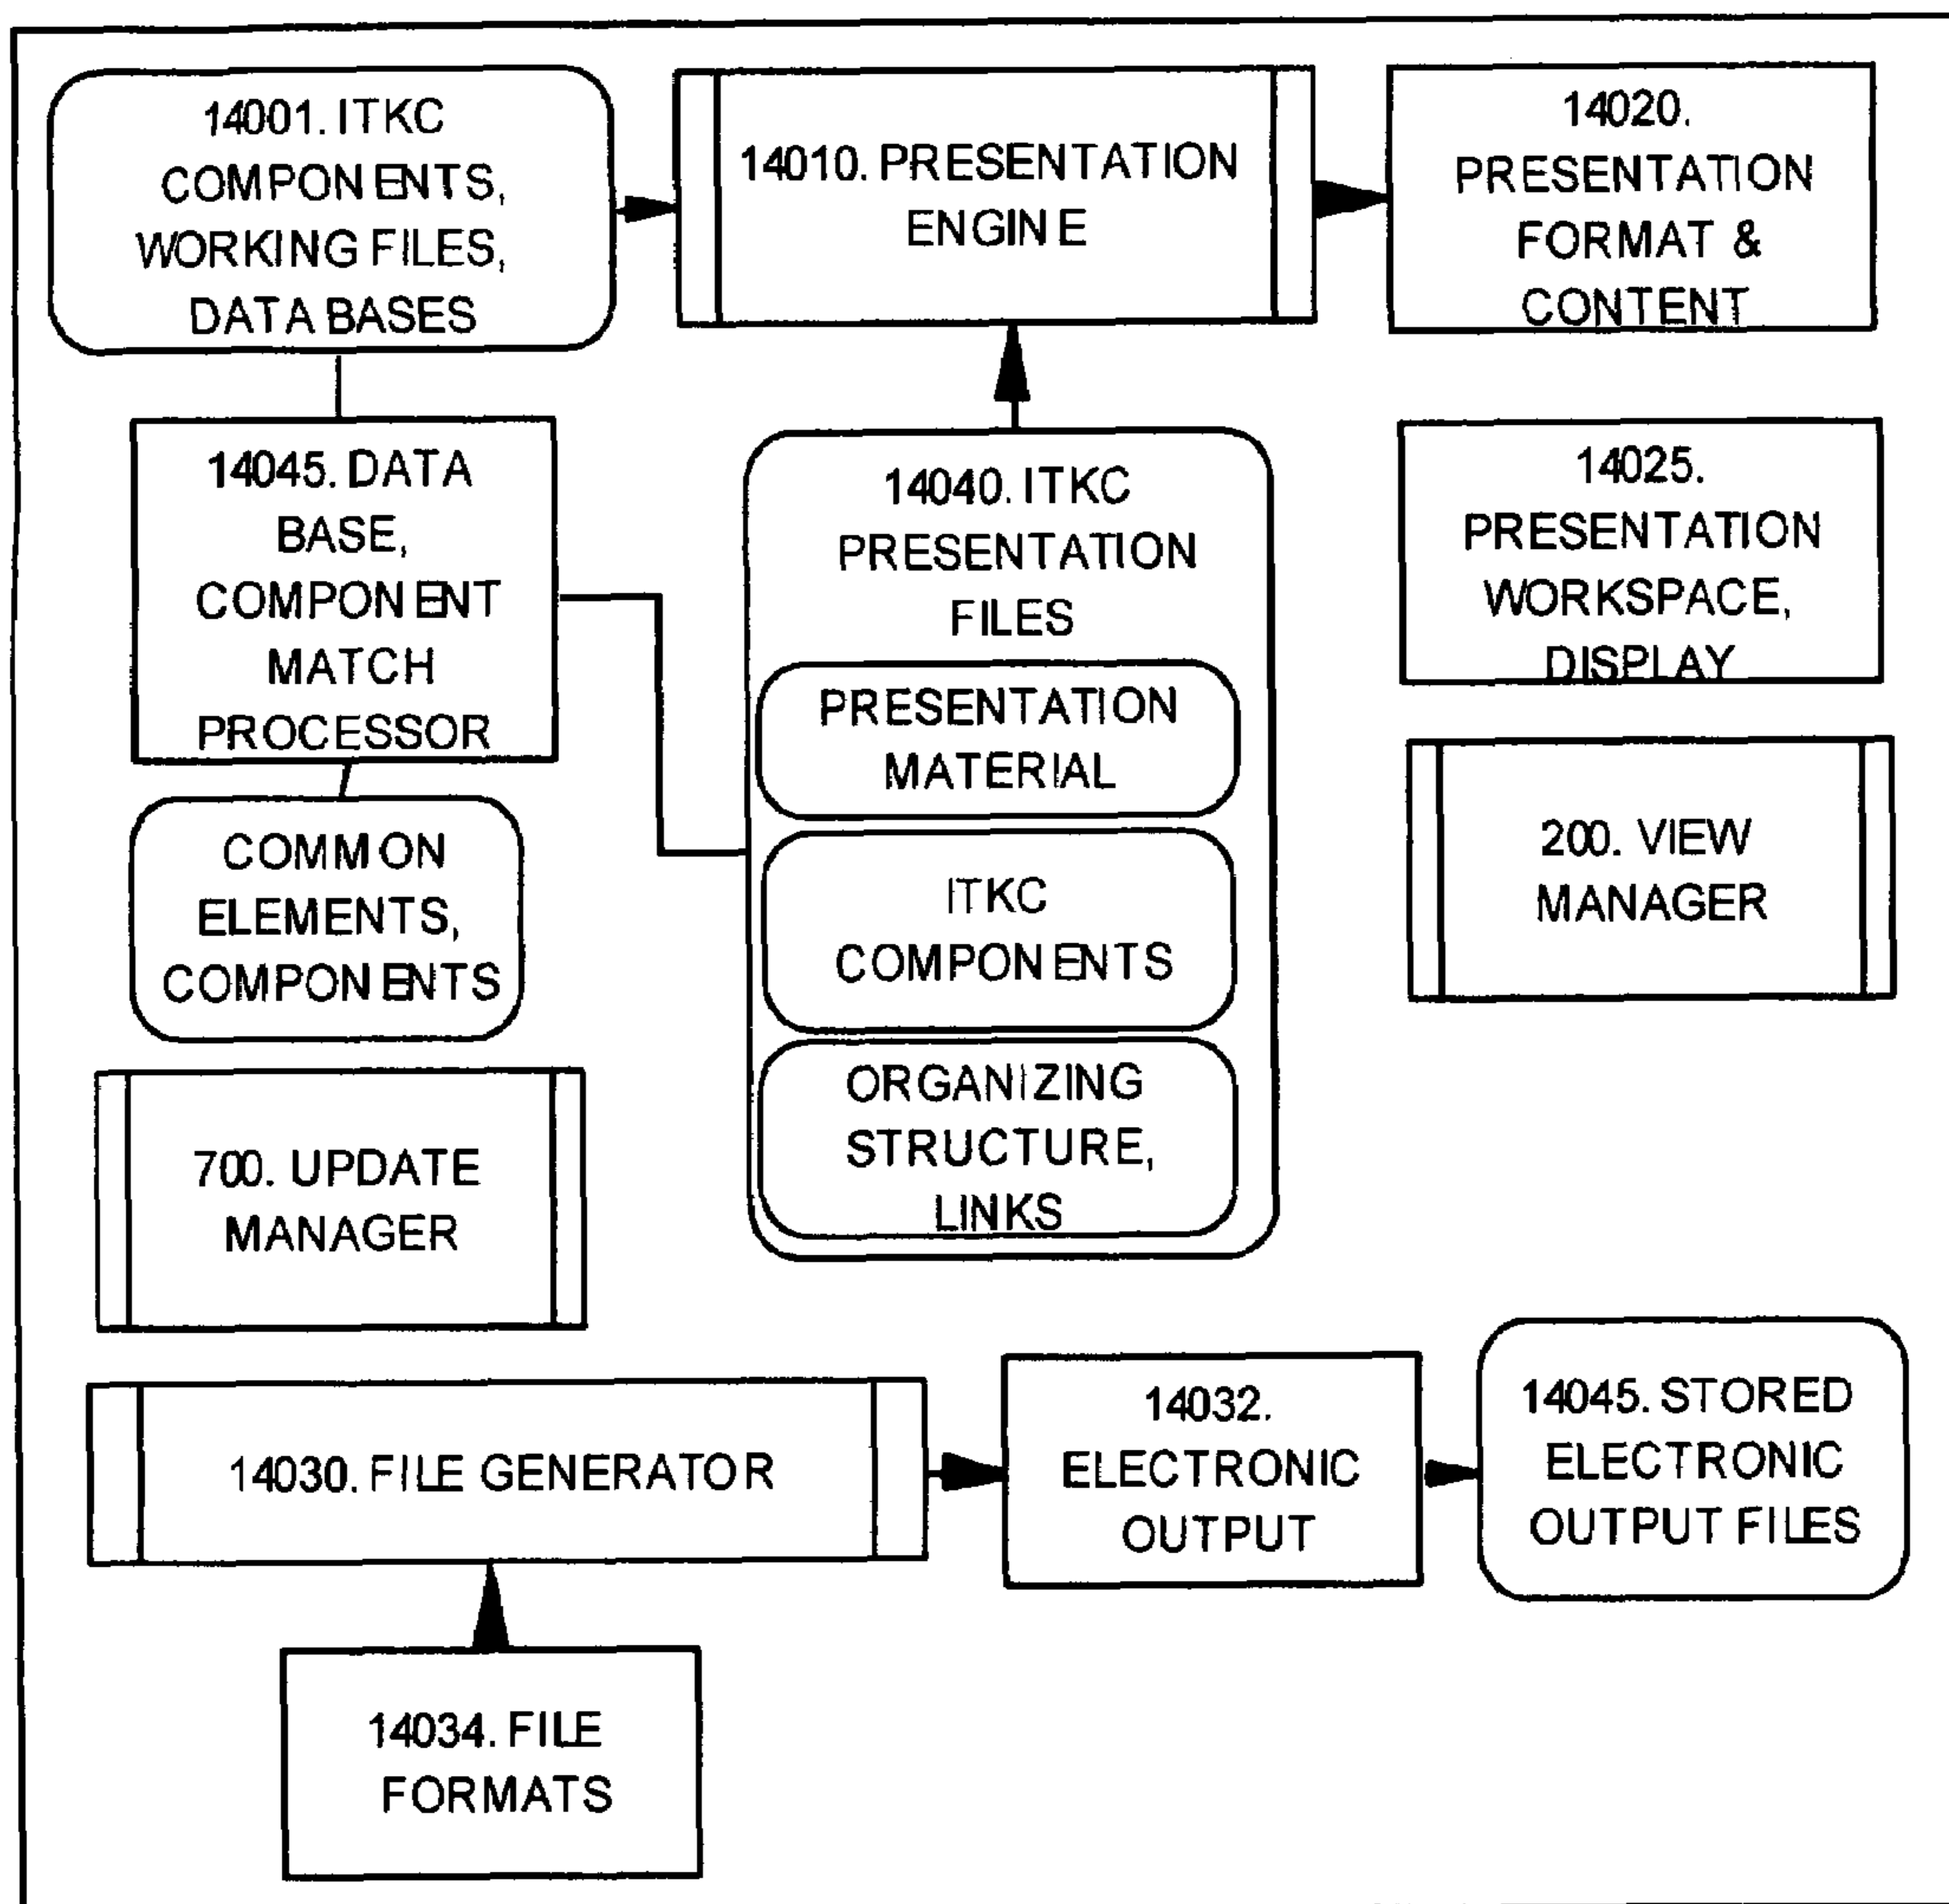 14001. ITKC
COMPONENTS,
WORKING FILES,
DATA BASES
14010. PRESENTATION
ENGINE
14020.
PRESENTATION
FORMAT &
CONTENT
14045. DATA
BASE,
COMPONENT
MATCH
PROCESSOR
14040. ITKC
PRESENTATION
FILES
PRESENTATION
MATERIAL
ITKC
COMPONENTS
ORGANIZING
STRUCTURE,
LINKS
14025.
PRESENTATION
WORKSPACE,
DISPLAY
COMMON
ELEMENTS,
COMPONENTS
200. VIEW
MANAGER
700. UPDATE
MANAGER
14030. FILE GENERATOR
14032.
ELECTRONIC
OUTPUT
14045. STORED
ELECTRONIC
OUTPUT FILES
14034. FILE
FORMATS